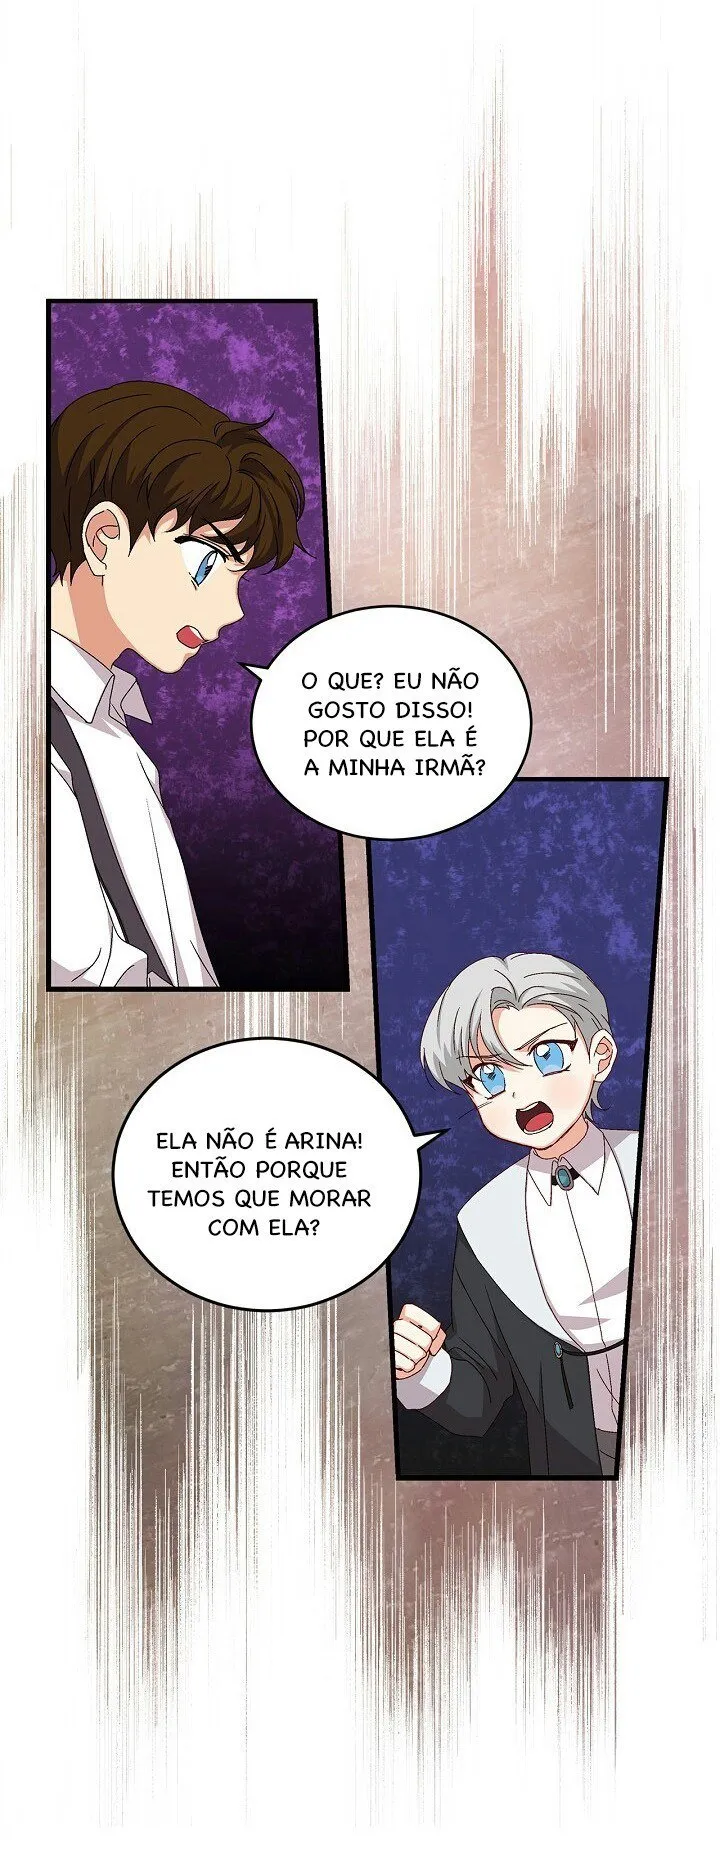 O QUE? EU NÃO
GOSTO DISSO!
POR QUE ELA É
A MINHA IRMÃ?
ELA NÃO É ARINA!
ENTÃO PORQUE
TEMOS QUE MORAR
COM ELA?